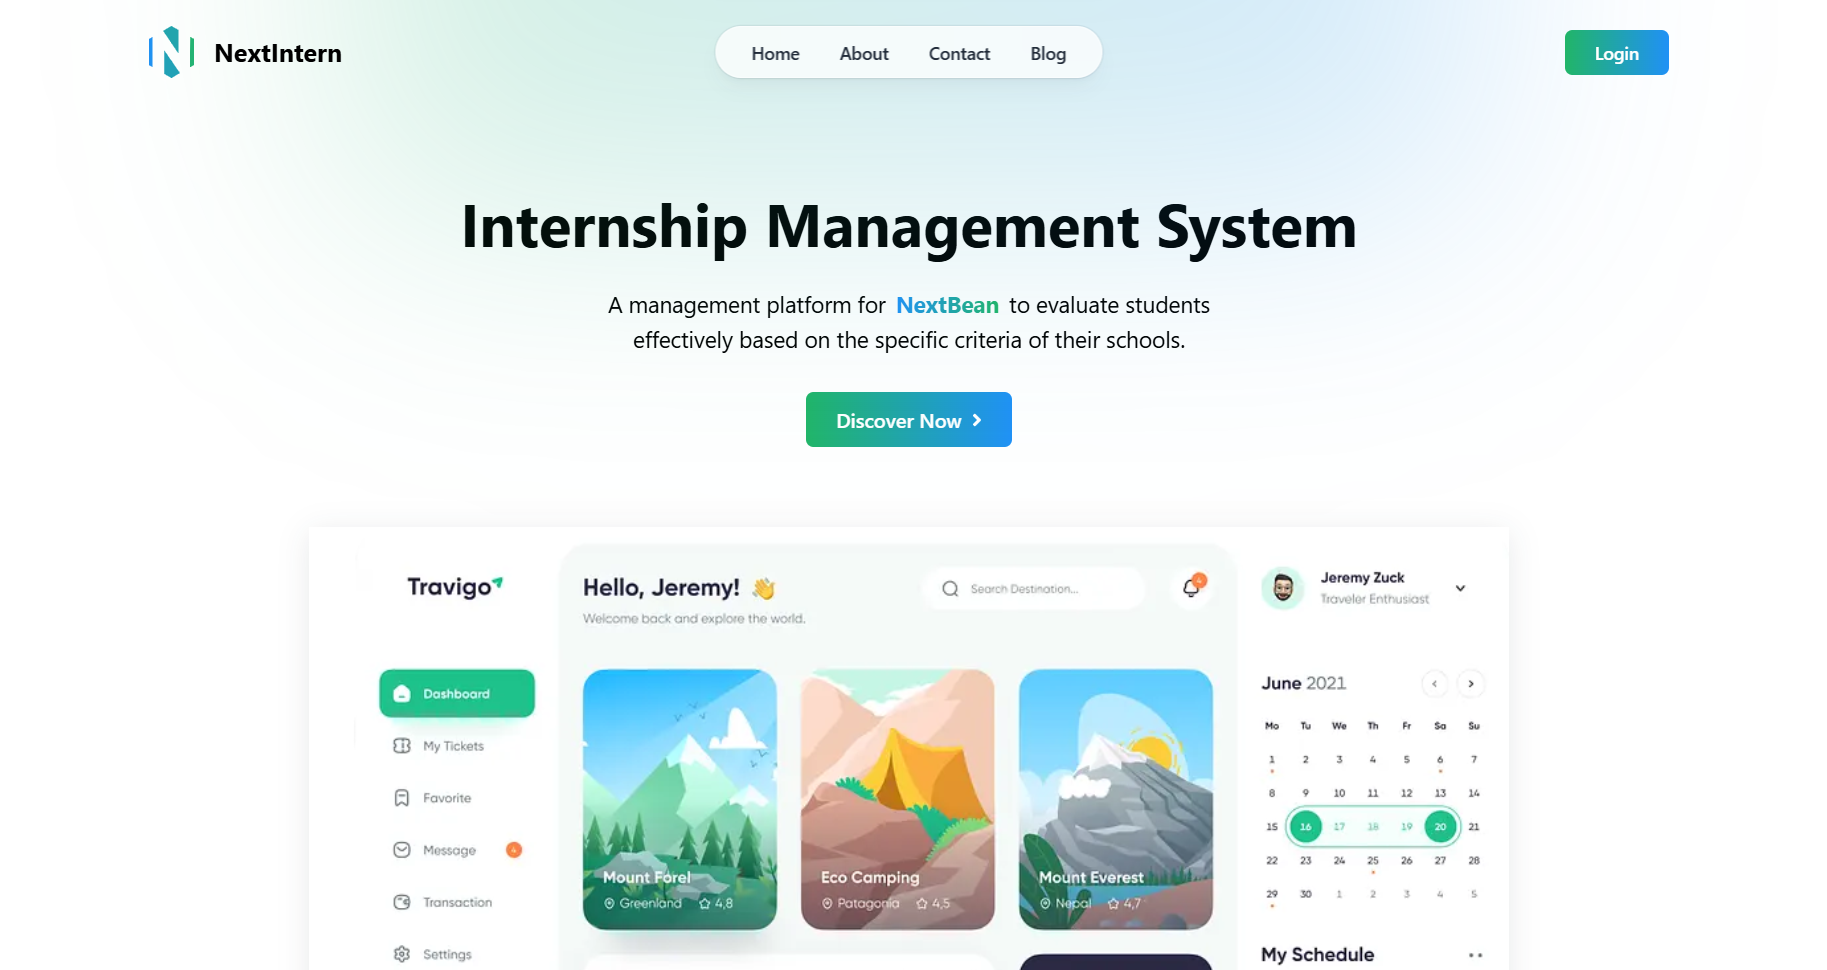 NextIntern
Home About Contact Blog
Login
Internship Management System
A management platform for NextBean to evaluate students
effectively based on the specific criteria of their schools.
Discover Now
Travigo
Hello, Jeremy! 👋
Welcome back and explore the world.
Search Destination...
4
Jeremy Zuck
Traveler Enthusiast
Dashboard
My Tickets
Favorite
Message 4
Transaction
Settings
Mount Forel
Greenland 4,8
Eco Camping
Patagonia 4,5
Mount Everest
Nepal 4,7
June 2021
Mo Tu We Th Fr Sa Su
1 2 3 4 5 6 7
8 9 10 11 12 13 14
15 16 17 18 19 20 21
22 23 24 25 26 27 28
29 30 1 2 3 4 5
My Schedule